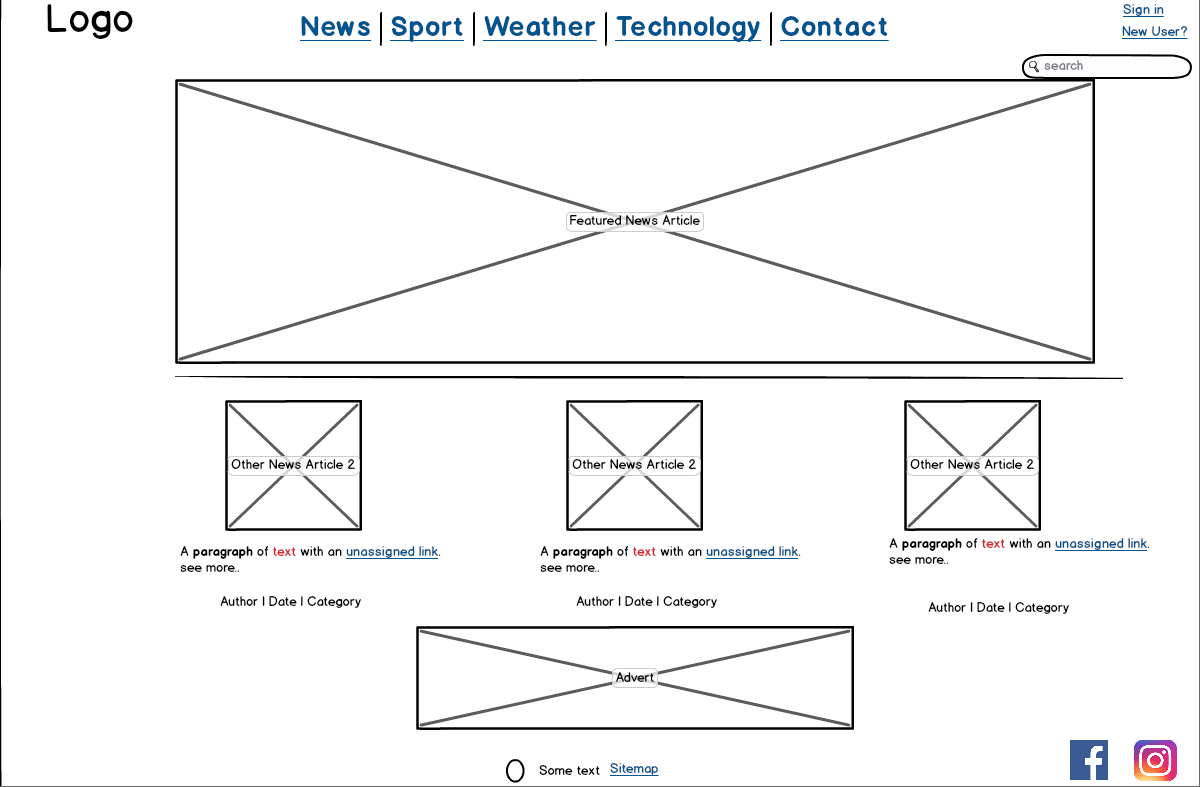 Logo
News | Sport | Weather | Technology | Contact
Sign in
New User?
search
Featured News Article
Other News Article 2
Other News Article 2
Other News Article 2
A paragraph of text with an unassigned link.
see more..
A paragraph of text with an unassigned link.
see more..
A paragraph of text with an unassigned link.
see more..
Author | Date | Category
Author | Date | Category
Author | Date | Category
Advert
Some text Sitemap